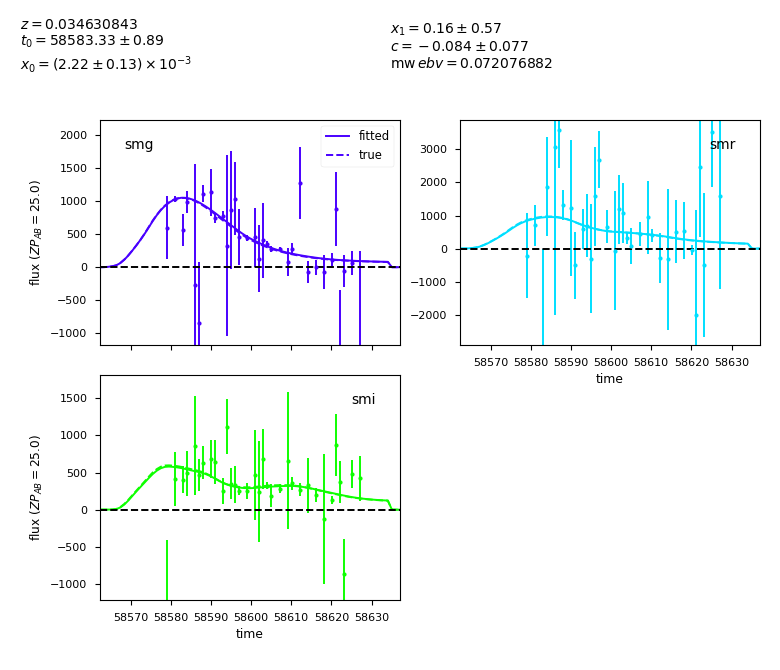 z = 0.034630843
t₀ = 58583.33 ± 0.89
x₀ = (2.22 ± 0.13) × 10⁻³
x₁ = 0.16 ± 0.57
c = −0.084 ± 0.077
mw ebv = 0.072076882
smg
fitted
true
2000
1500
1000
500
0
−500
−1000
flux (ZP_AB = 25.0)
smr
3000
2000
1000
0
−1000
−2000
58570 58580 58590 58600 58610 58620 58630
time
smi
1500
1000
500
0
−500
−1000
flux (ZP_AB = 25.0)
58570 58580 58590 58600 58610 58620 58630
time